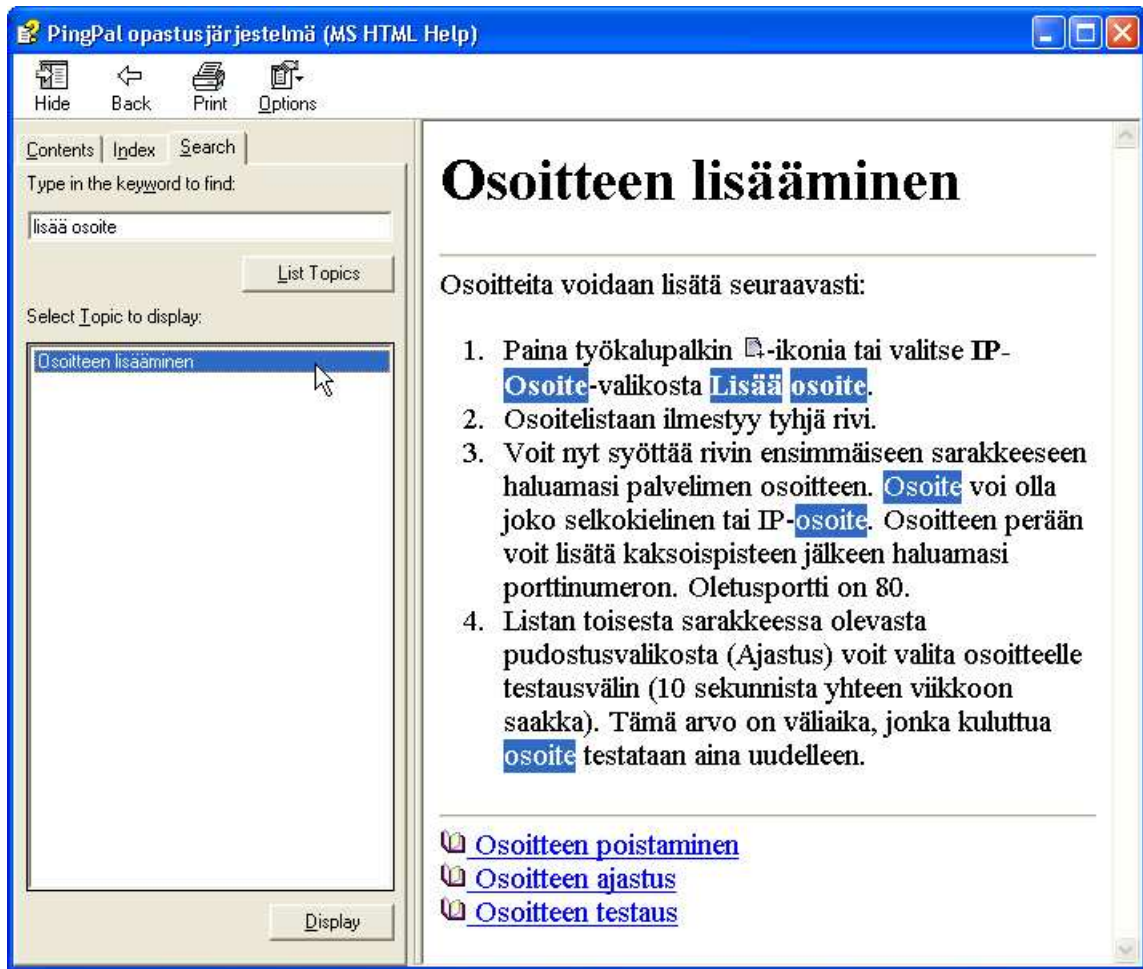 PingPal opastusjärjestelmä (MS HTML Help)
Hide Back Print Options
Contents Index Search
Type in the keyword to find:
lisää osoite
List Topics
Select Topic to display:
Osoitteen lisääminen
Display
Osoitteen lisääminen
Osoitteita voidaan lisätä seuraavasti:
1. Paina työkalupalkin -ikonia tai valitse IP-
Osoite-valikosta Lisää osoite.
2. Osoitelistaan ilmestyy tyhjä rivi.
3. Voit nyt syöttää rivin ensimmäiseen sarakkeeseen
haluamasi palvelimen osoitteen. Osoite voi olla
joko selkokielinen tai IP-osoite. Osoitteen perään
voit lisätä kaksoispisteen jälkeen haluamasi
porttinumeron. Oletusportti on 80.
4. Listan toisesta sarakkeessa olevasta
pudostusvalikosta (Ajastus) voit valita osoitteelle
testausvälin (10 sekunnista yhteen viikkoon
saakka). Tämä arvo on väliaika, jonka kuluttua
osoite testataan aina uudelleen.
Osoitteen poistaminen
Osoitteen ajastus
Osoitteen testaus